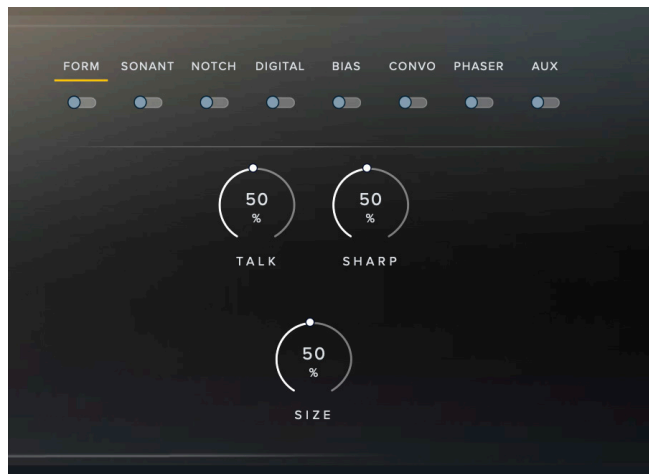 FORM SONANT NOTCH DIGITAL BIAS CONVO PHASER AUX
50 50
% %
TALK SHARP
50
%
SIZE